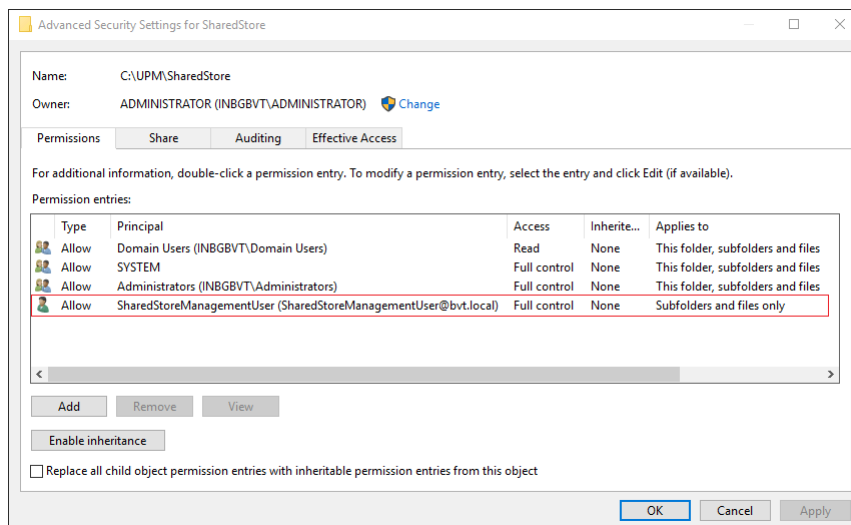 Advanced Security Settings for SharedStore
Name: C:\UPM\SharedStore
Owner: ADMINISTRATOR (INBGBVT\ADMINISTRATOR) Change
Permissions Share Auditing Effective Access
For additional information, double-click a permission entry. To modify a permission entry, select the entry and click Edit (if available).
Permission entries:
Type Principal Access Inherite... Applies to
Allow Domain Users (INBGBVT\Domain Users) Read None This folder, subfolders and files
Allow SYSTEM Full control None This folder, subfolders and files
Allow Administrators (INBGBVT\Administrators) Full control None This folder, subfolders and files
Allow SharedStoreManagementUser (SharedStoreManagementUser@bvt.local) Full control None Subfolders and files only
Add Remove View
Enable inheritance
Replace all child object permission entries with inheritable permission entries from this object
OK Cancel Apply